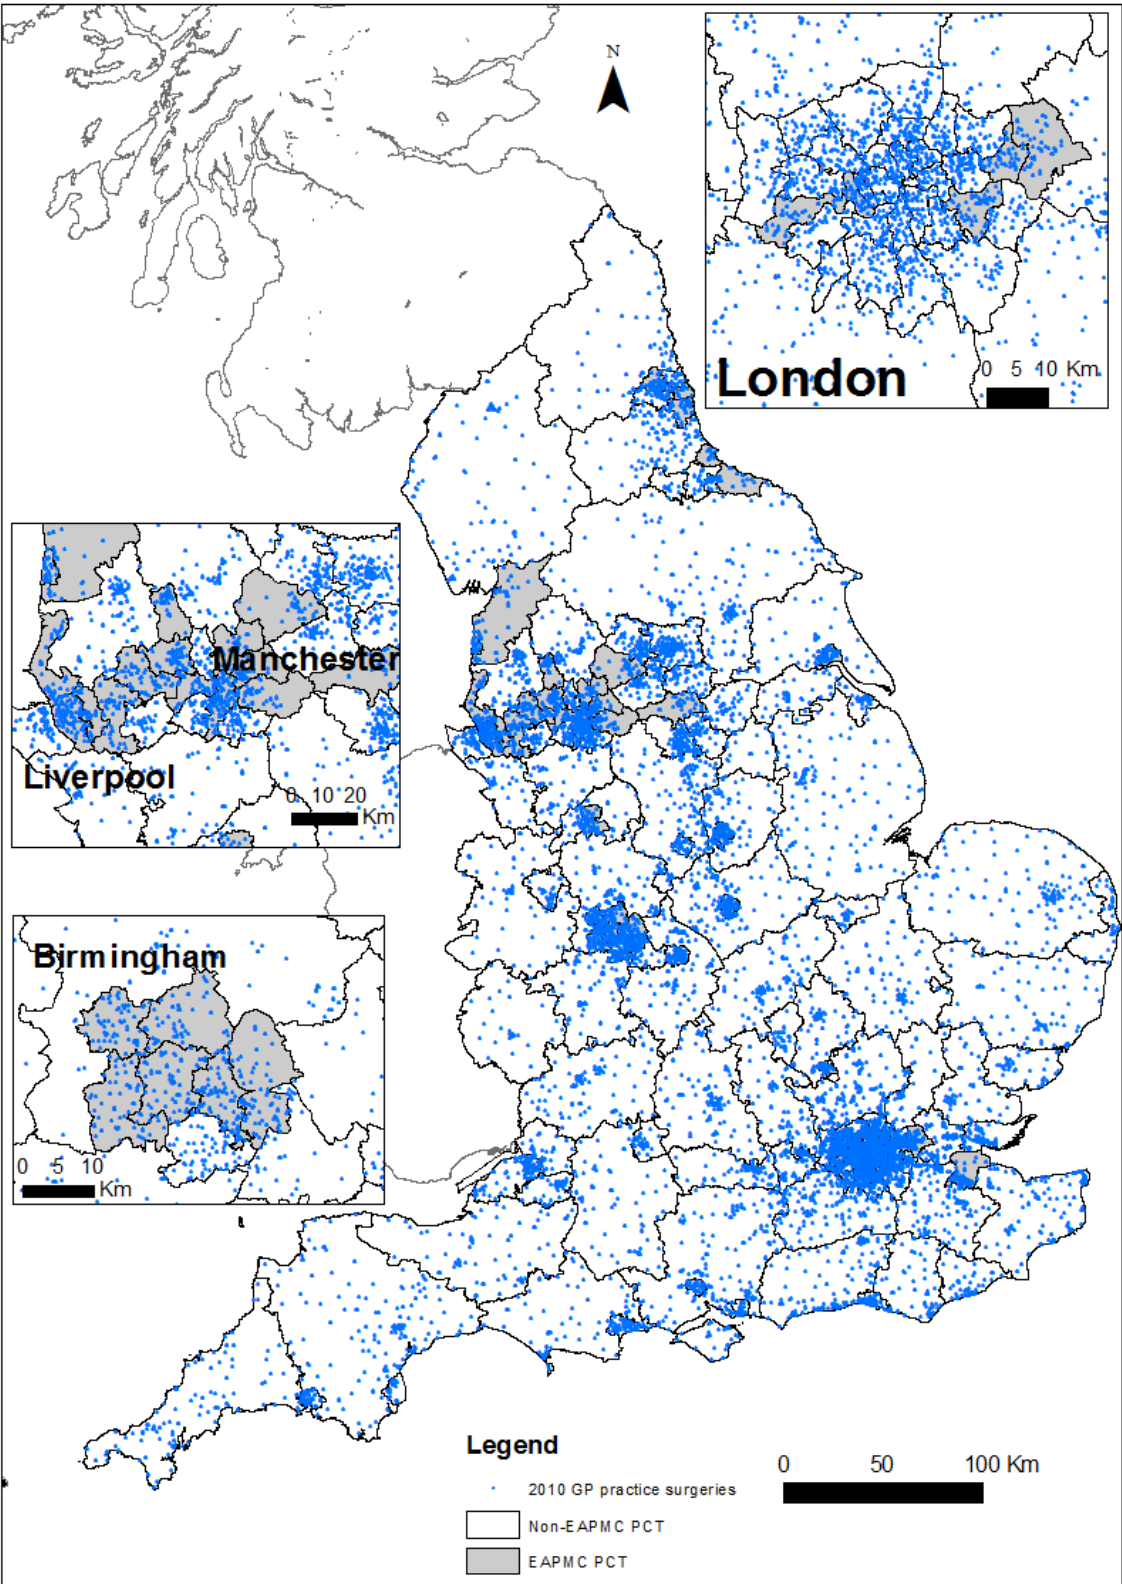 N
London
0 5 10 Km
Manchester
Liverpool
0 10 20
Km
Birmingham
0 5 10
Km
Legend
2010 GP practice surgeries
Non-EAPMC PCT
EAPMC PCT
0 50 100 Km